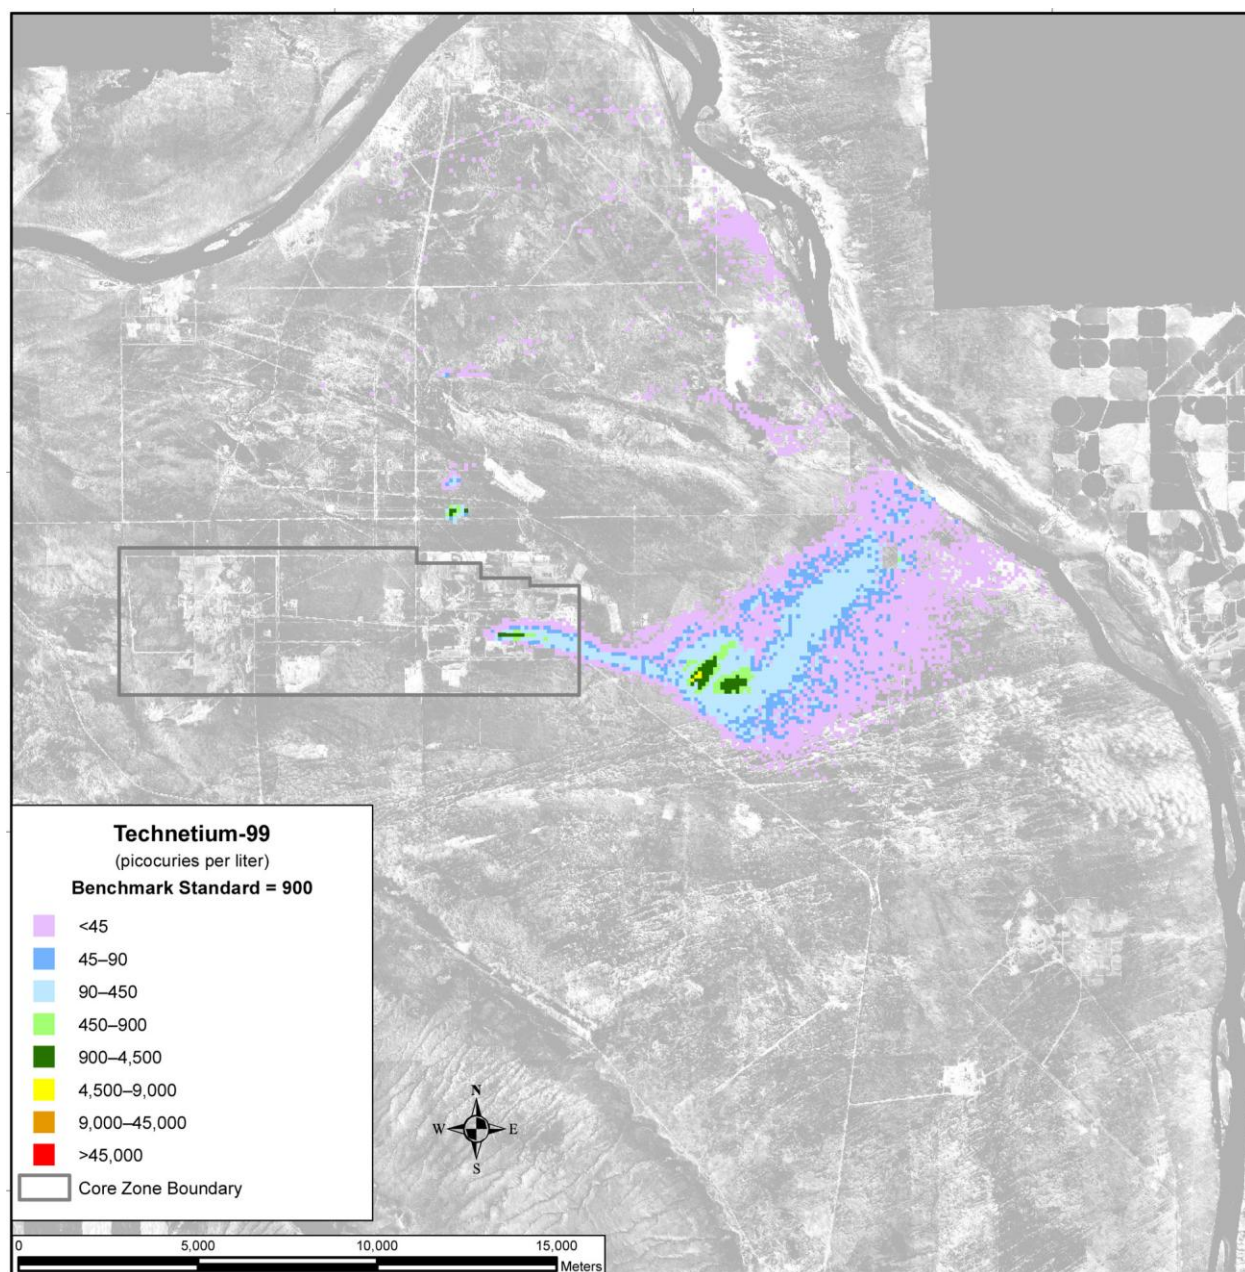 N
W E
S
Technetium-99
(picocuries per liter)
Benchmark Standard = 900
<45
45–90
90–450
450–900
900–4,500
4,500–9,000
9,000–45,000
>45,000
Core Zone Boundary
0 5,000 10,000 15,000
Meters